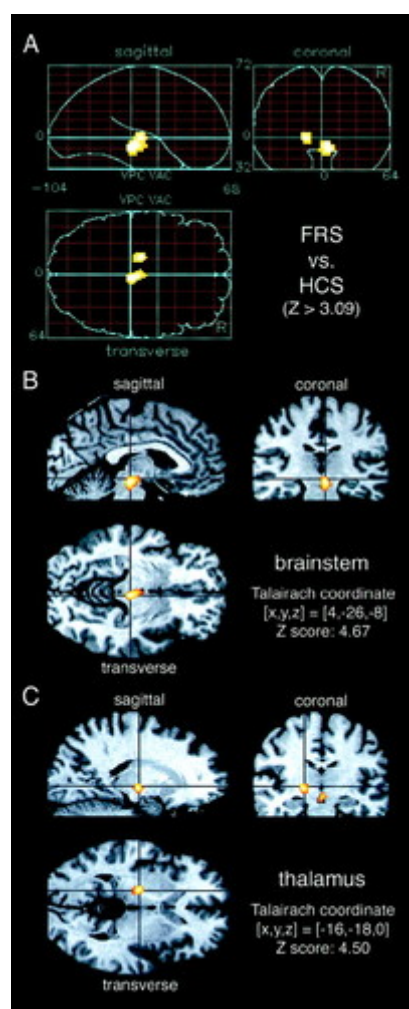 A
sagittal
coronal
72
R
0
0
32
VPC VAC
-104
68
0
64
VPC VAC
0
64
R
transverse
FRS
vs.
HCS
(Z > 3.09)
B
sagittal
coronal
transverse
brainstem
Talairach coordinate
[x,y,z] = [4,-26,-8]
Z score: 4.67
C
sagittal
coronal
transverse
thalamus
Talairach coordinate
[x,y,z] = [-16,-18,0]
Z score: 4.50